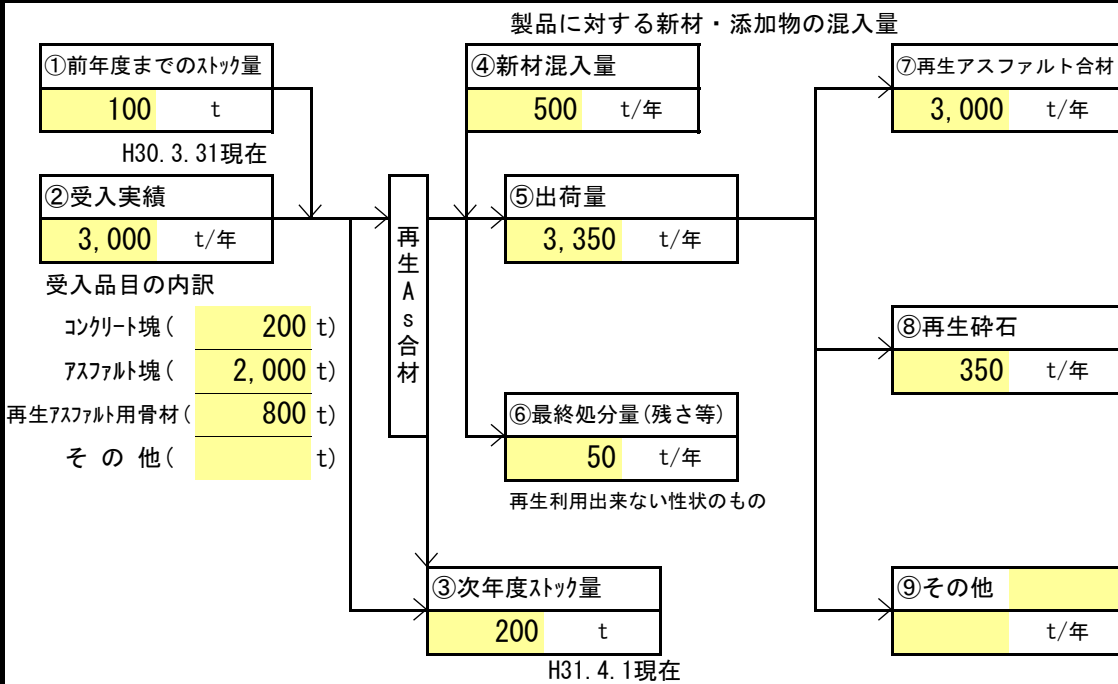 製品に対する新材・添加物の混入量
①前年度までのｽﾄｯｸ量
100 t
H30.3.31現在
②受入実績
3,000 t/年
受入品目の内訳
ｺﾝｸﾘｰﾄ塊( 200 t)
ｱｽﾌｧﾙﾄ塊( 2,000 t)
再生ｱｽﾌｧﾙﾄ用骨材( 800 t)
そ の 他( t)
再生As合材
④新材混入量
500 t/年
⑤出荷量
3,350 t/年
⑥最終処分量(残さ等)
50 t/年
再生利用出来ない性状のもの
③次年度ｽﾄｯｸ量
200 t
H31.4.1現在
⑦再生アスファルト合材
3,000 t/年
⑧再生砕石
350 t/年
⑨その他
t/年